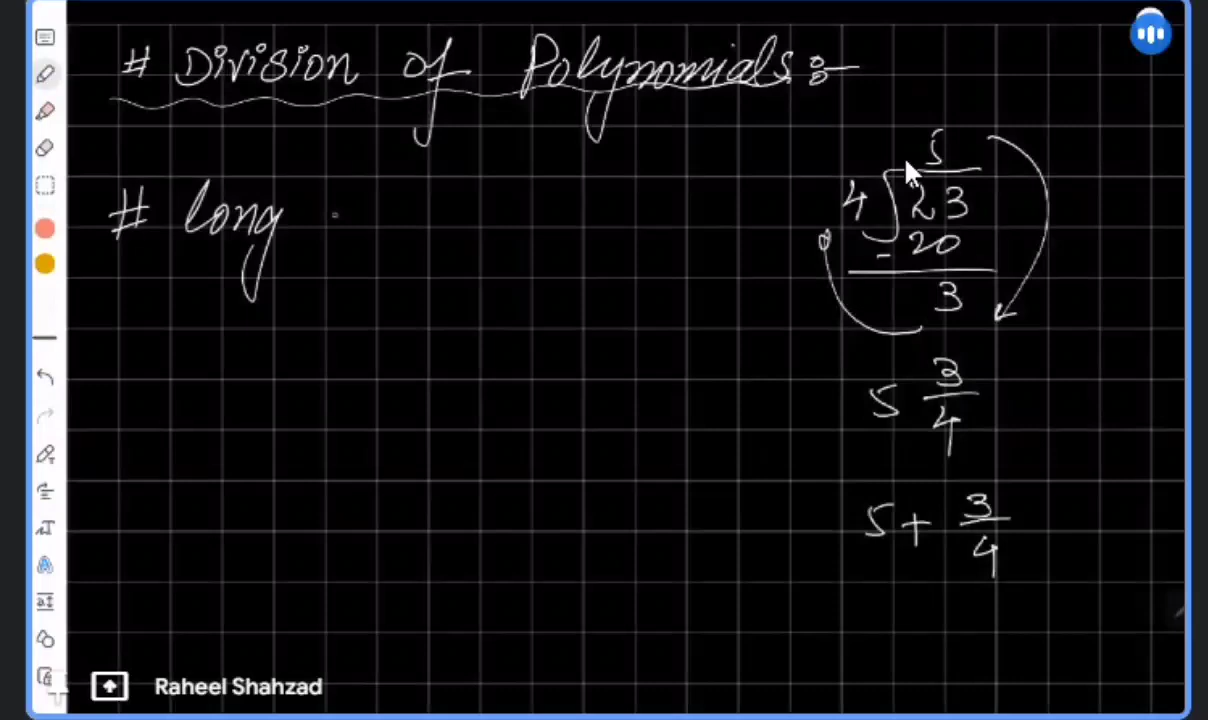 # Division of Polynomials :-
# long
5
4 23
- 20
3
5 3/4
5 + 3/4
Raheel Shahzad